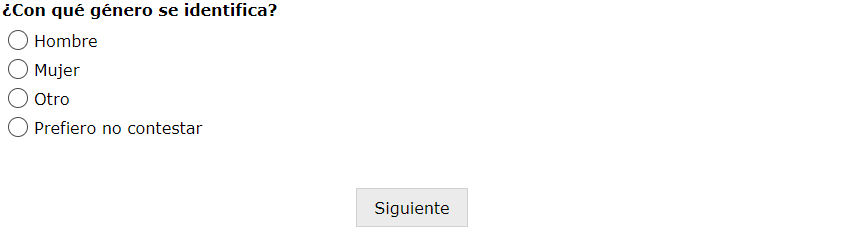 ¿Con qué género se identifica?
Hombre
Mujer
Otro
Prefiero no contestar
Siguiente